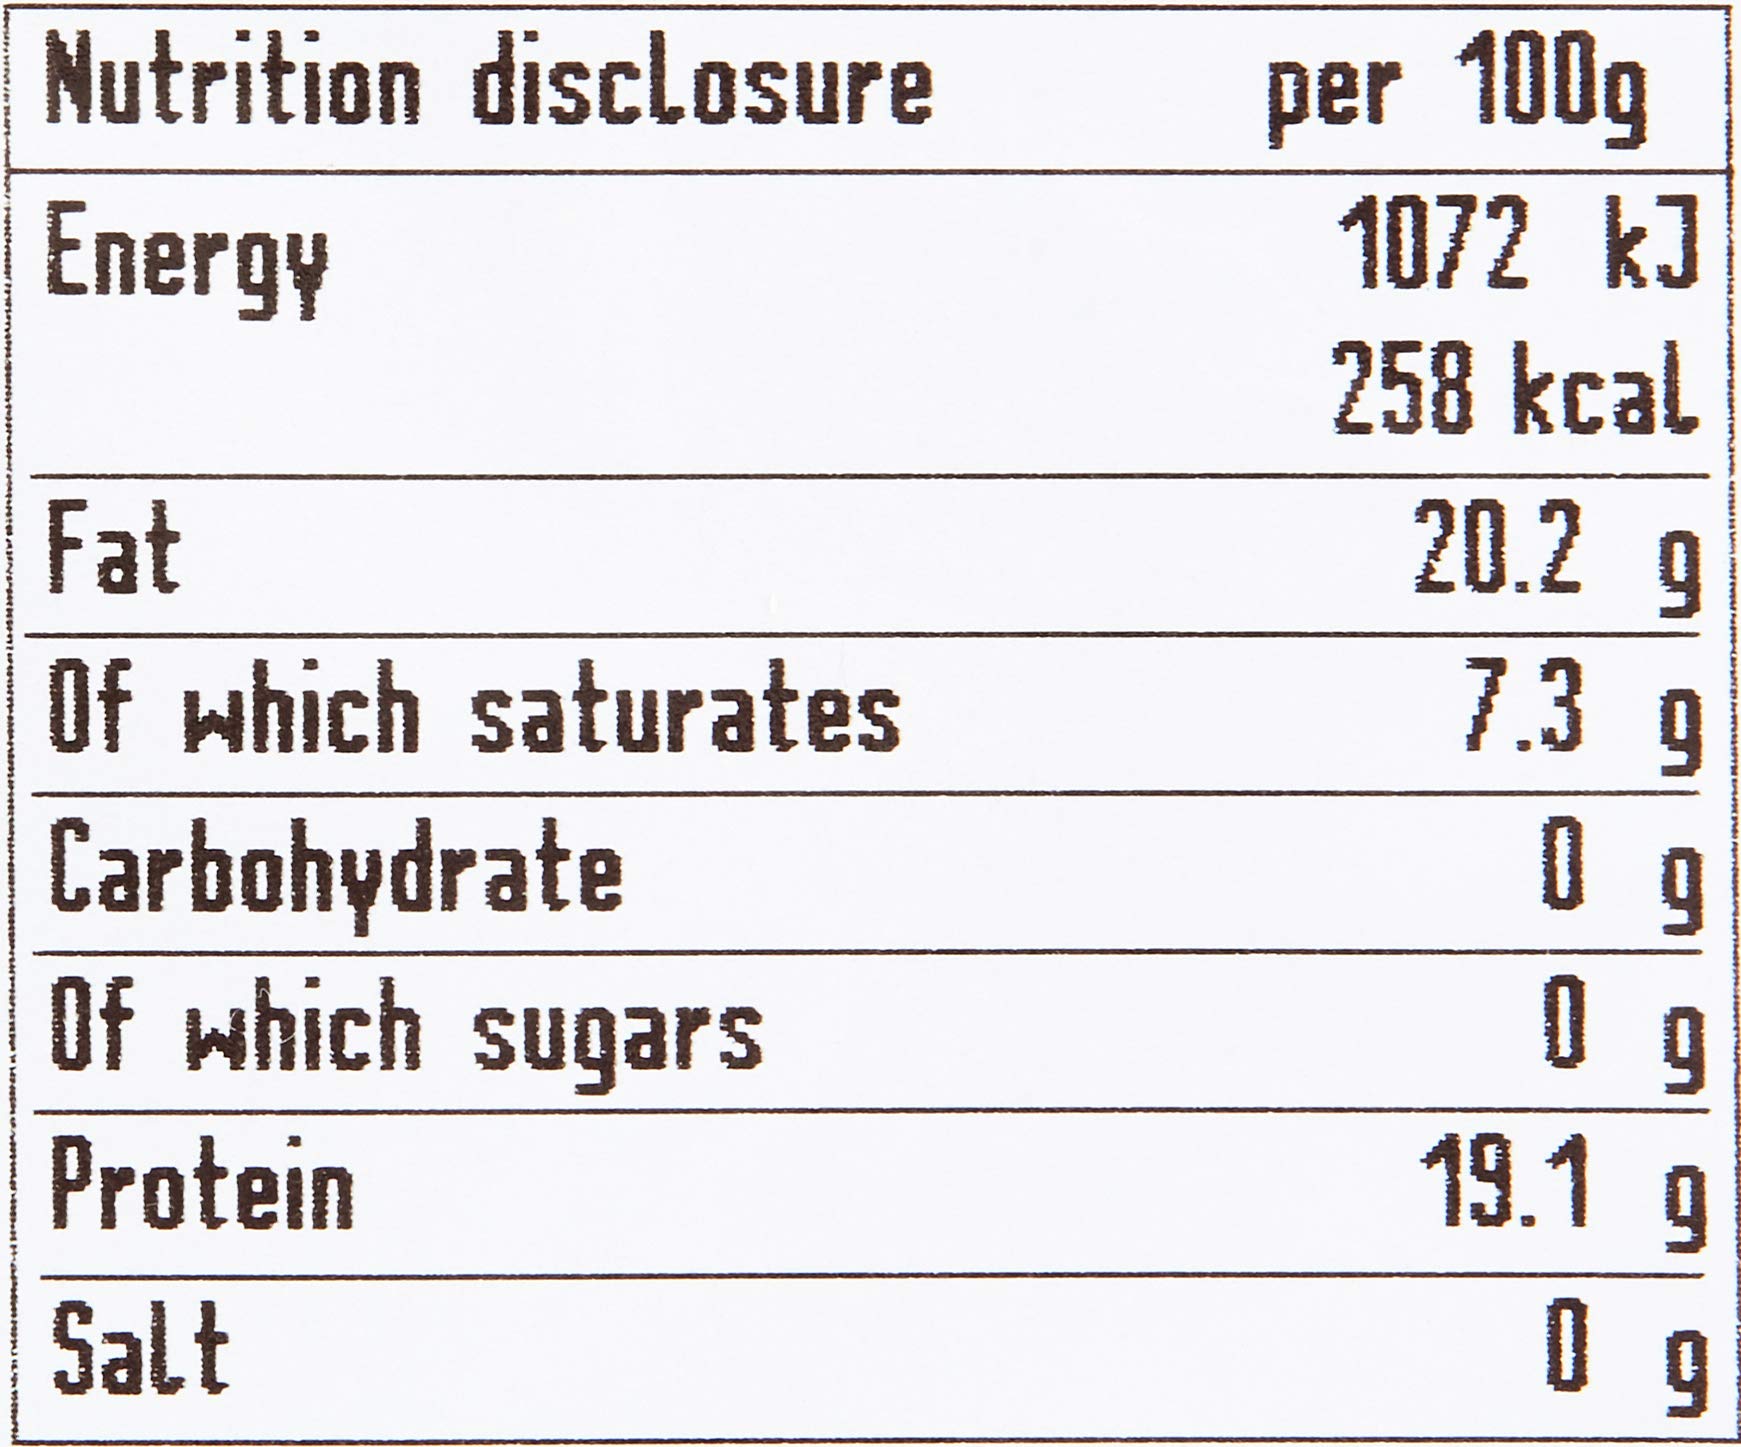 Nutrition disclosure per 100g
Energy 1072 kJ
258 kcal
Fat 20.2 g
Of which saturates 7.3 g
Carbohydrate 0 g
Of which sugars 0 g
Protein 19.1 g
Salt 0 g